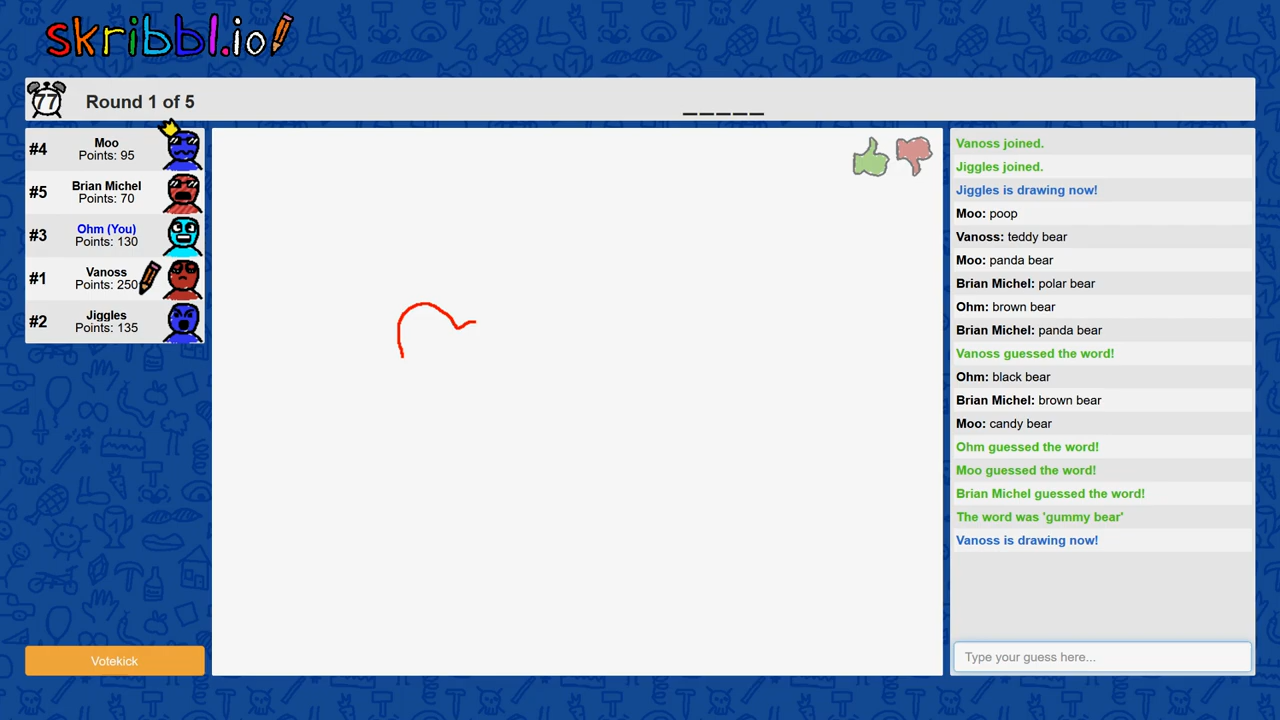 skribbl.io
77
Round 1 of 5
_ _ _ _ _
#4
Moo
Points: 95
#5
Brian Michel
Points: 70
#3
Ohm (You)
Points: 130
#1
Vanoss
Points: 250
#2
Jiggles
Points: 135
Votekick
Vanoss joined.
Jiggles joined.
Jiggles is drawing now!
Moo: poop
Vanoss: teddy bear
Moo: panda bear
Brian Michel: polar bear
Ohm: brown bear
Brian Michel: panda bear
Vanoss guessed the word!
Ohm: black bear
Brian Michel: brown bear
Moo: candy bear
Ohm guessed the word!
Moo guessed the word!
Brian Michel guessed the word!
The word was 'gummy bear'
Vanoss is drawing now!
Type your guess here...